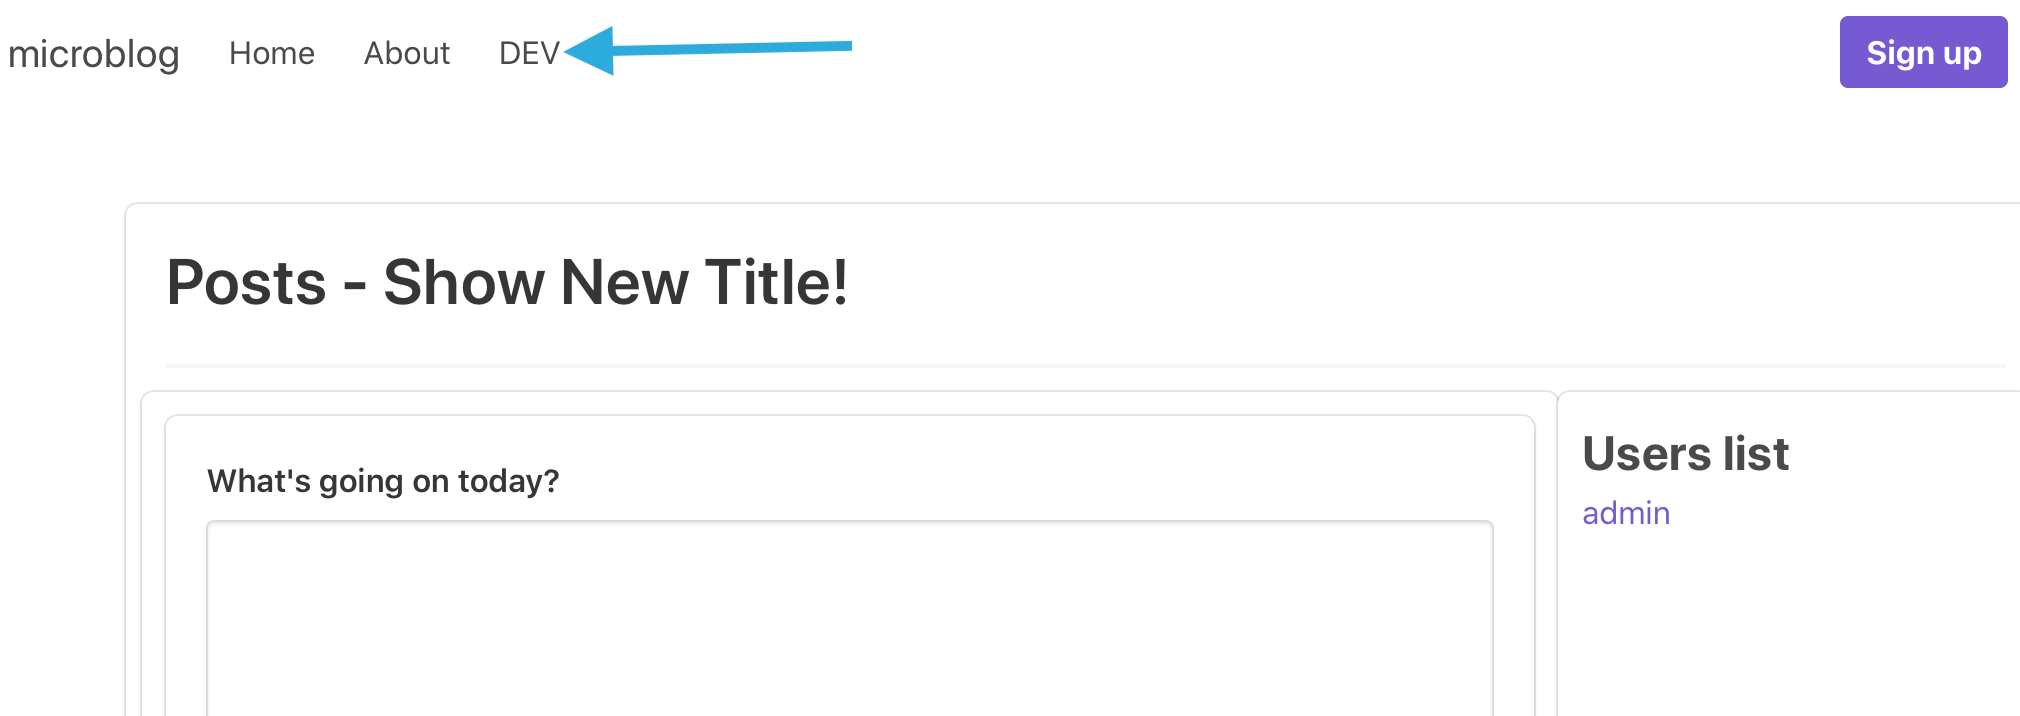 microblog Home About DEV Sign up
Posts - Show New Title!
What's going on today?
Users list
admin